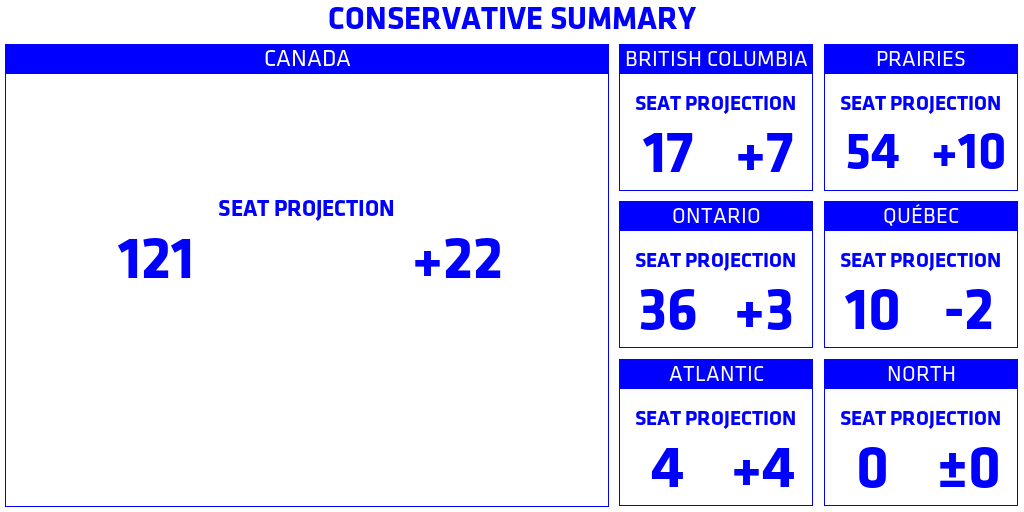 CONSERVATIVE SUMMARY
CANADA
SEAT PROJECTION
121 +22
BRITISH COLUMBIA
SEAT PROJECTION
17 +7
PRAIRIES
SEAT PROJECTION
54 +10
ONTARIO
SEAT PROJECTION
36 +3
QUÉBEC
SEAT PROJECTION
10 -2
ATLANTIC
SEAT PROJECTION
4 +4
NORTH
SEAT PROJECTION
0 ±0